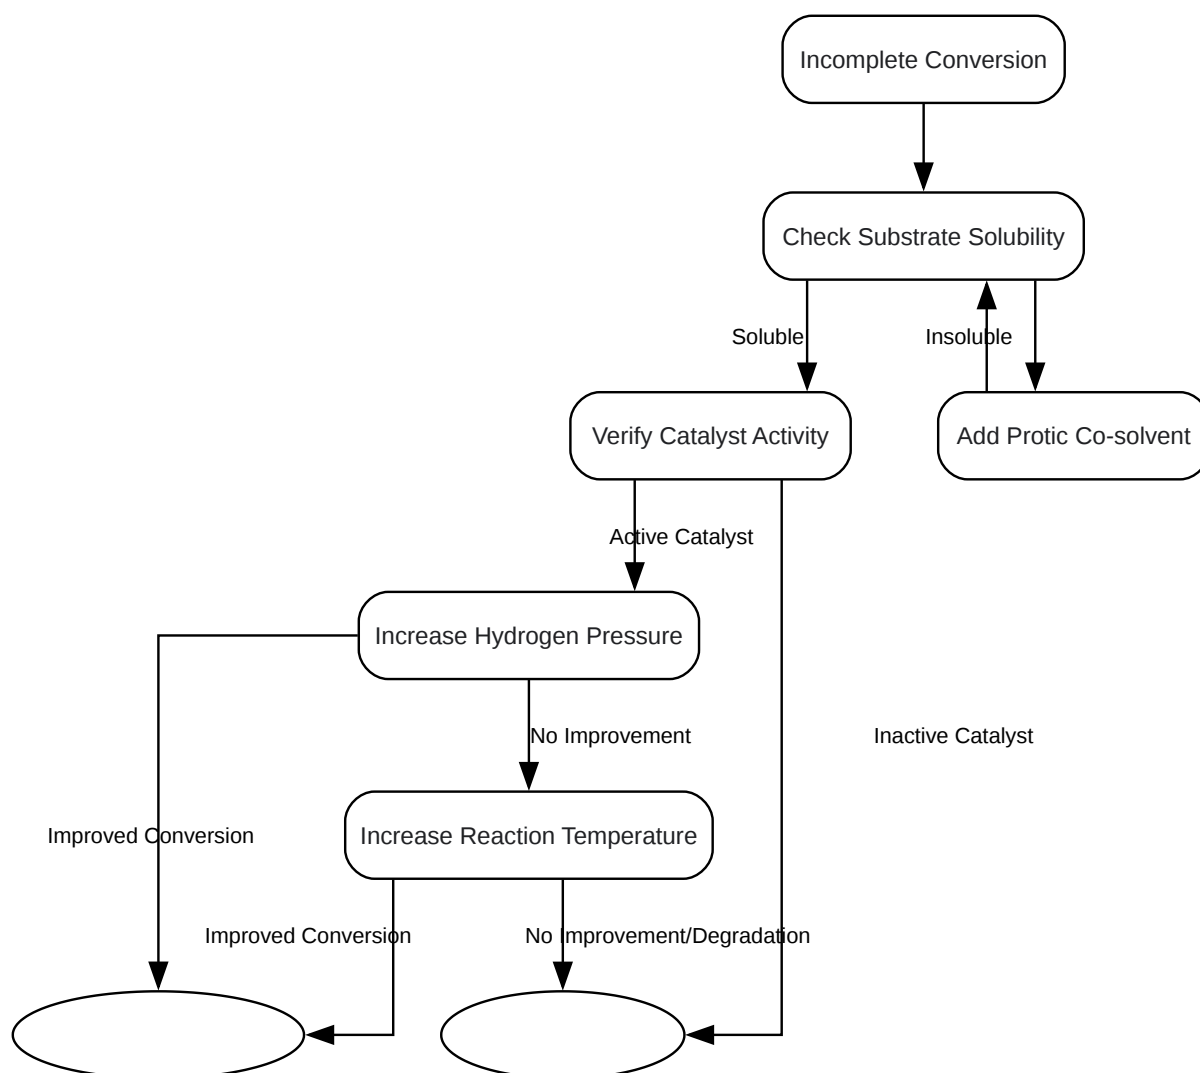 Incomplete Conversion
Check Substrate Solubility
Soluble
Insoluble
Verify Catalyst Activity
Add Protic Co-solvent
Active Catalyst
Increase Hydrogen Pressure
No Improvement
Inactive Catalyst
Improved Conversion
Increase Reaction Temperature
Improved Conversion
No Improvement/Degradation